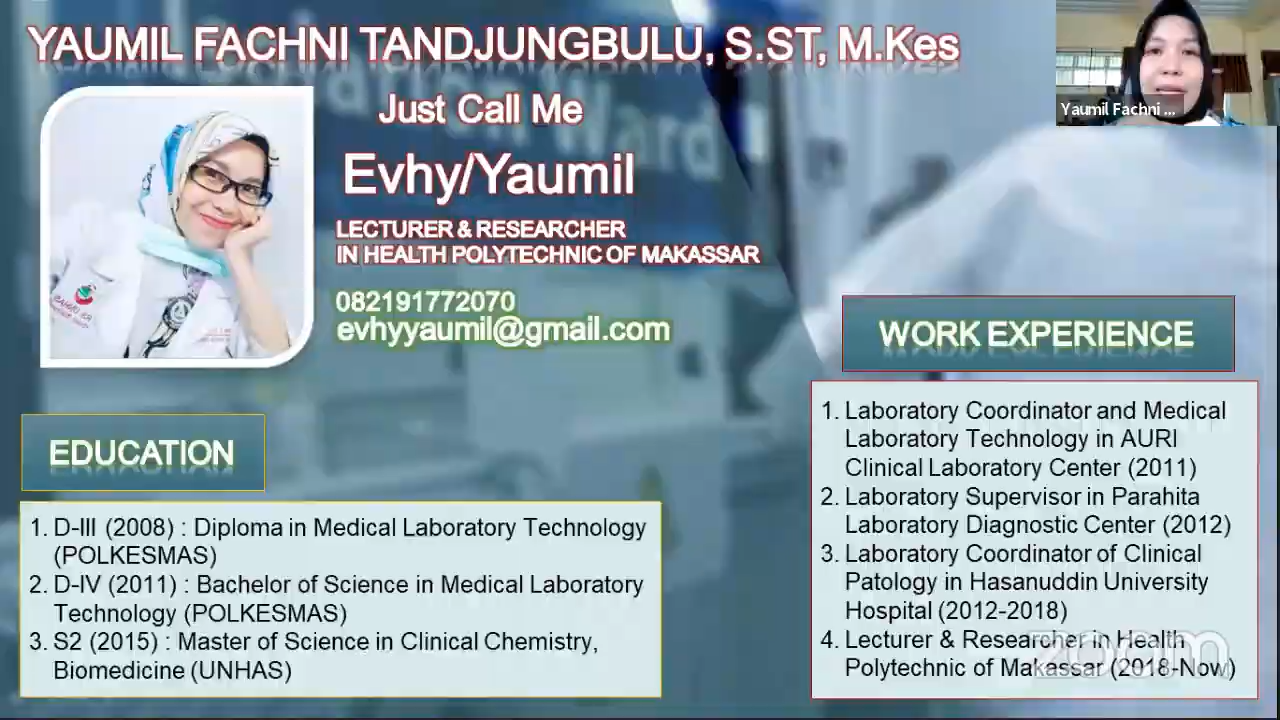 YAUMIL FACHNI TANDJUNGBULU, S.ST, M.Kes
Yaumil Fachni ...
Just Call Me
Evhy/Yaumil
LECTURER & RESEARCHER
IN HEALTH POLYTECHNIC OF MAKASSAR
082191772070
evhyyaumil@gmail.com
EDUCATION
1. D-III (2008) : Diploma in Medical Laboratory Technology
(POLKESMAS)
2. D-IV (2011) : Bachelor of Science in Medical Laboratory
Technology (POLKESMAS)
3. S2 (2015) : Master of Science in Clinical Chemistry,
Biomedicine (UNHAS)
WORK EXPERIENCE
1. Laboratory Coordinator and Medical
Laboratory Technology in AURI
Clinical Laboratory Center (2011)
2. Laboratory Supervisor in Parahita
Laboratory Diagnostic Center (2012)
3. Laboratory Coordinator of Clinical
Patology in Hasanuddin University
Hospital (2012-2018)
4. Lecturer & Researcher in Health
Polytechnic of Makassar (2018-Now)
zoom